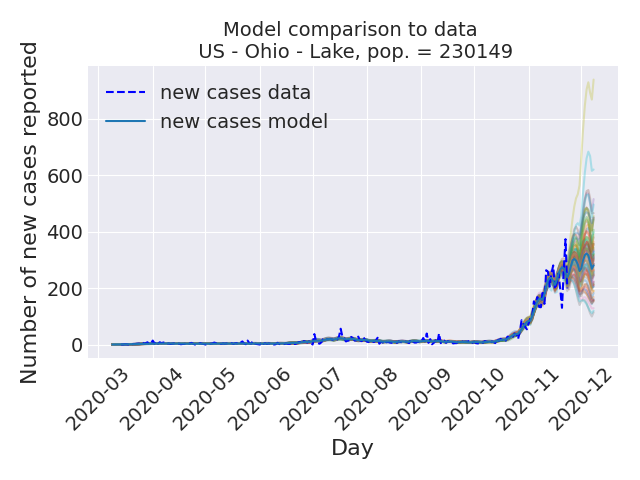 Model comparison to data
US - Ohio - Lake, pop. = 230149
Number of new cases reported
800
600
400
200
0
new cases data
new cases model
2020-03
2020-04
2020-05
2020-06
2020-07
2020-08
2020-09
2020-10
2020-11
2020-12
Day